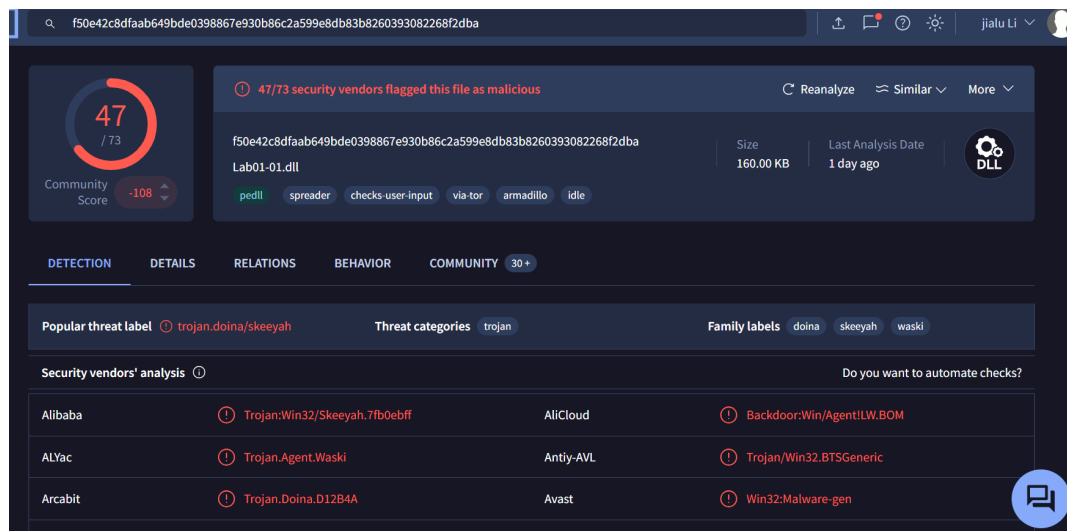 f50e42c8dfaab649bde0398867e930b86c2a599e8db83b8260393082268f2dba
jialu Li
47
/ 73
Community Score
-108
47/73 security vendors flagged this file as malicious
Reanalyze
Similar
More
f50e42c8dfaab649bde0398867e930b86c2a599e8db83b8260393082268f2dba
Lab01-01.dll
Size
160.00 KB
Last Analysis Date
1 day ago
DLL
pedll spreader checks-user-input via-tor armadillo idle
DETECTION DETAILS RELATIONS BEHAVIOR COMMUNITY 30+
Popular threat label trojan.doina/skeeyah Threat categories trojan Family labels doina skeeyah waski
Security vendors' analysis Do you want to automate checks?
Alibaba Trojan:Win32/Skeeyah.7fb0ebff AliCloud Backdoor:Win/Agent!LW.BOM
ALYac Trojan.Agent.Waski Antiy-AVL Trojan/Win32.BTSGeneric
Arcabit Trojan.Doina.D12B4A Avast Win32:Malware-gen